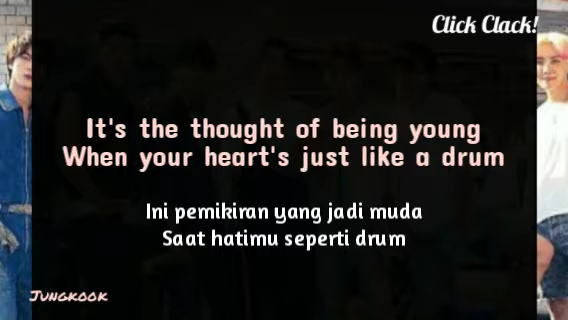 Click Clack!
It's the thought of being young
When your heart's just like a drum
Ini pemikiran yang jadi muda
Saat hatimu seperti drum
Jungkook